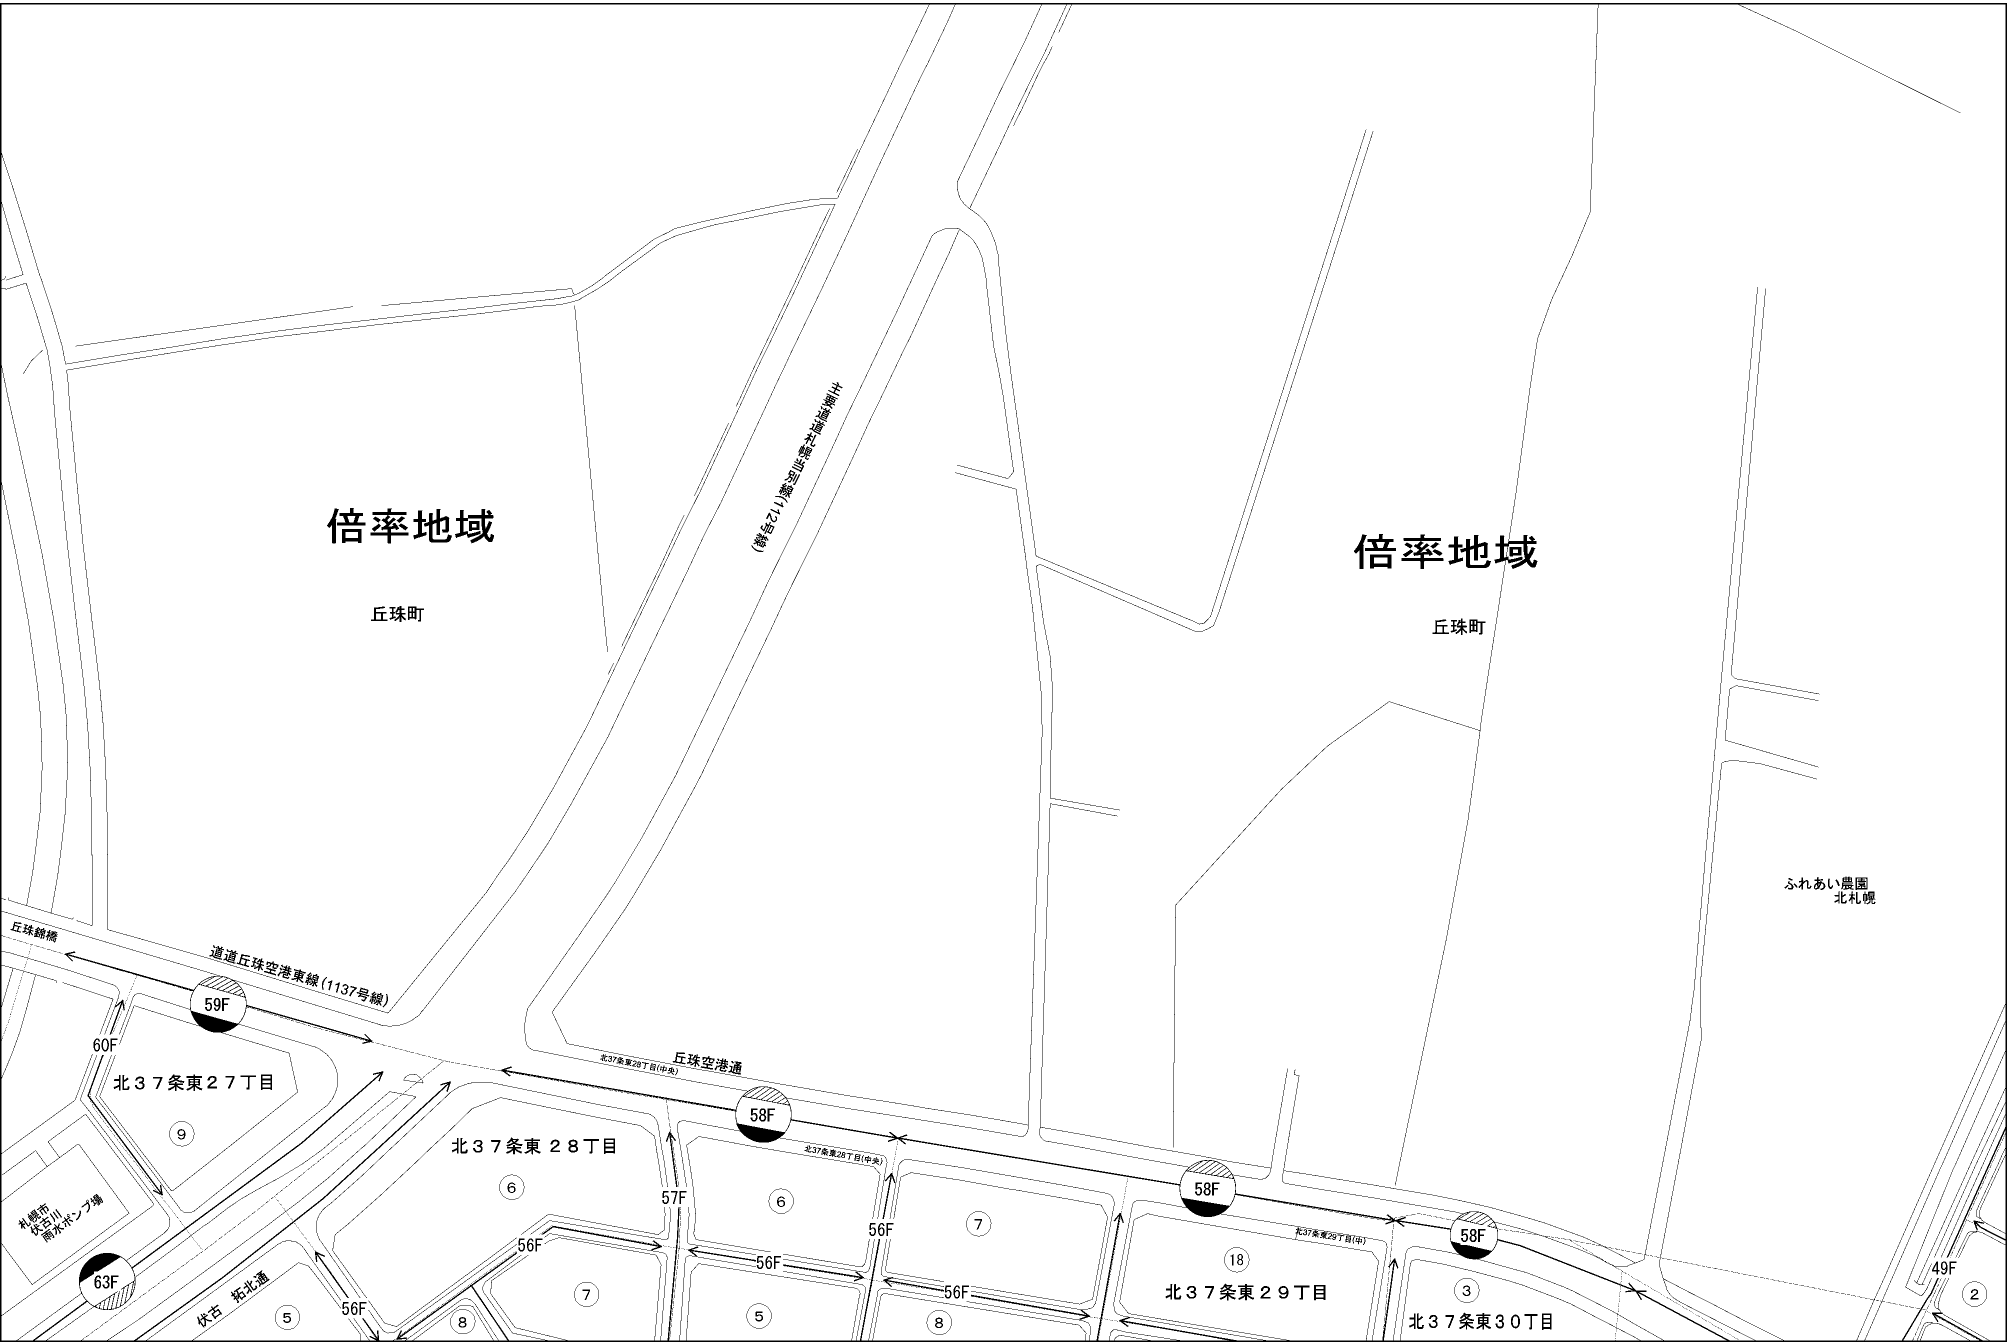 主要道道札幌当別線(112号線)
倍率地域
丘珠町
倍率地域
丘珠町
ふれあい農園
北札幌
丘珠錦橋
道道丘珠空港東線(1137号線)
59F
60F
北３７条東２７丁目
9
北37条東28丁目(中央)
丘珠空港通
58F
北３７条東２８丁目
6
57F
北37条東28丁目(中央)
6
56F
7
58F
58F
北37条東29丁目(中)
18
北３７条東２９丁目
3
北３７条東３０丁目
49F
2
札幌市
伏古川
雨水ポンプ場
63F
伏古　拓北通
5
56F
56F
8
7
56F
5
56F
8